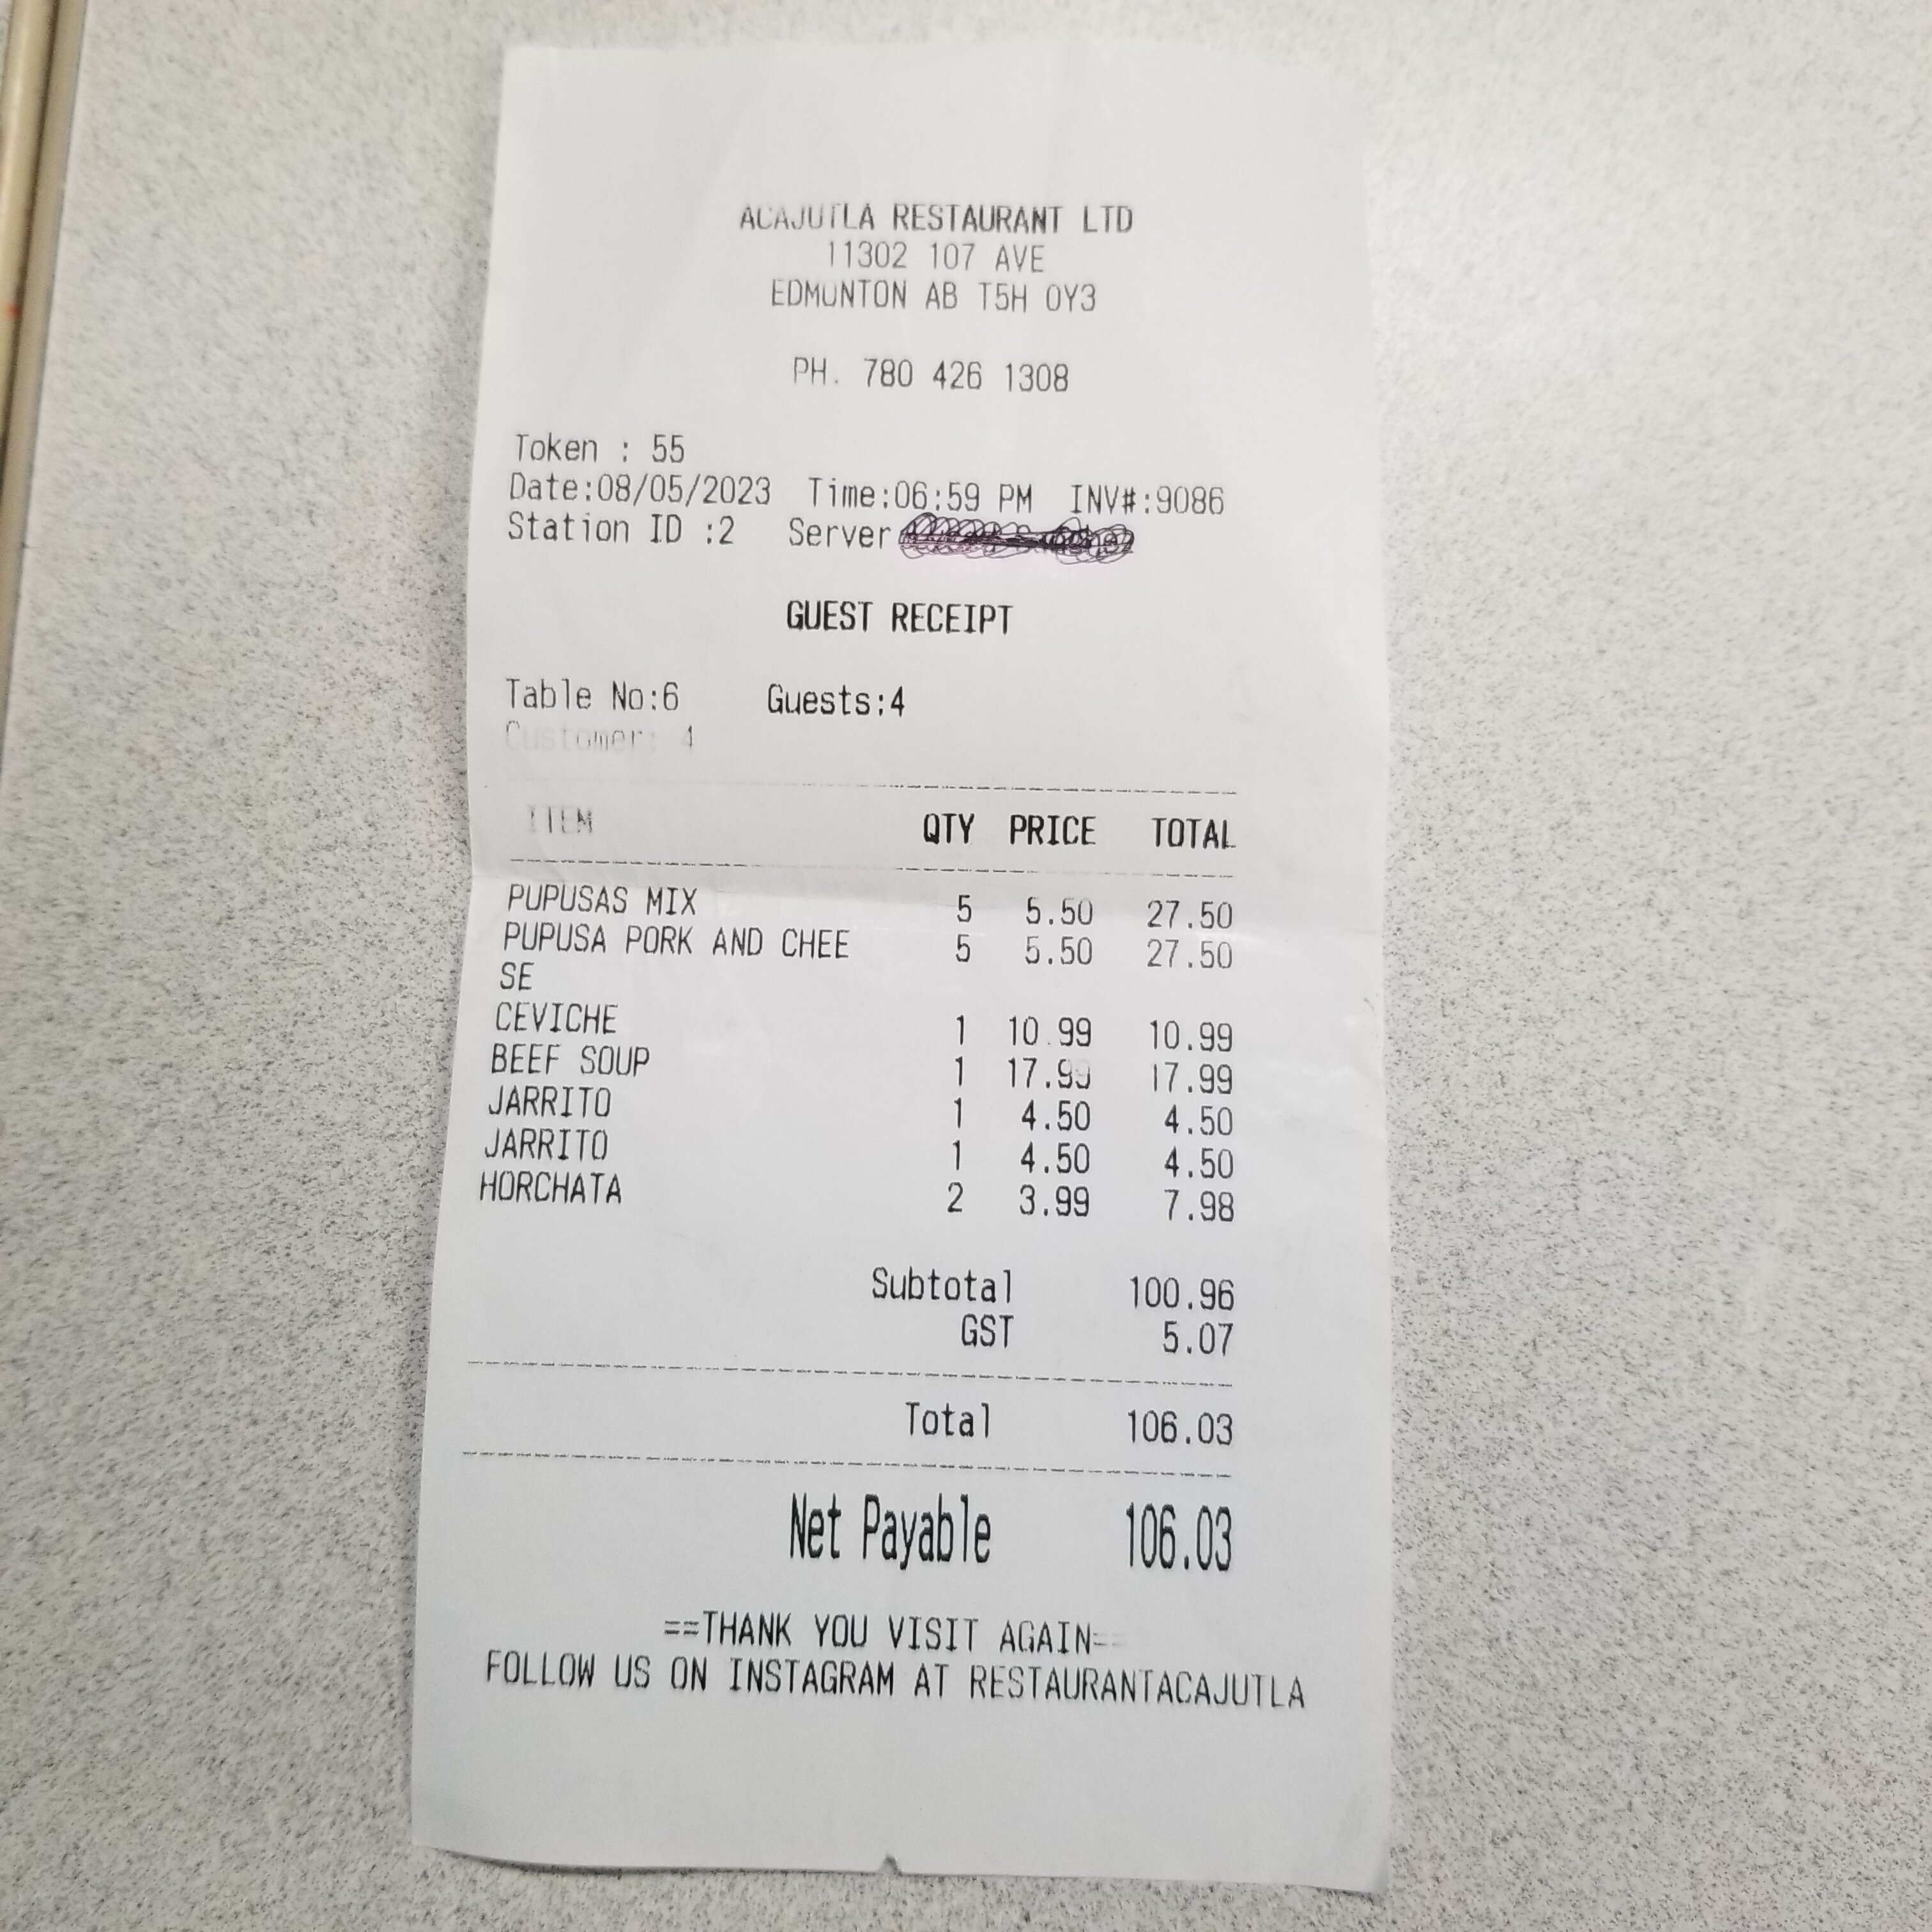 ACAJUTLA RESTAURANT LTD
11302 107 AVE
EDMONTON AB T5H 0Y3
PH. 780 426 1308
Token : 55
Date:08/05/2023 Time:06:59 PM INV#:9086
Station ID :2 Server
GUEST RECEIPT
Table No:6 Guests:4
Customer: 4
ITEM QTY PRICE TOTAL
PUPUSAS MIX 5 5.50 27.50
PUPUSA PORK AND CHEE 5 5.50 27.50
SE
CEVICHE 1 10.99 10.99
BEEF SOUP 1 17.99 17.99
JARRITO 1 4.50 4.50
JARRITO 1 4.50 4.50
HORCHATA 2 3.99 7.98
Subtotal 100.96
GST 5.07
Total 106.03
Net Payable 106.03
==THANK YOU VISIT AGAIN==
FOLLOW US ON INSTAGRAM AT RESTAURANTACAJUTLA